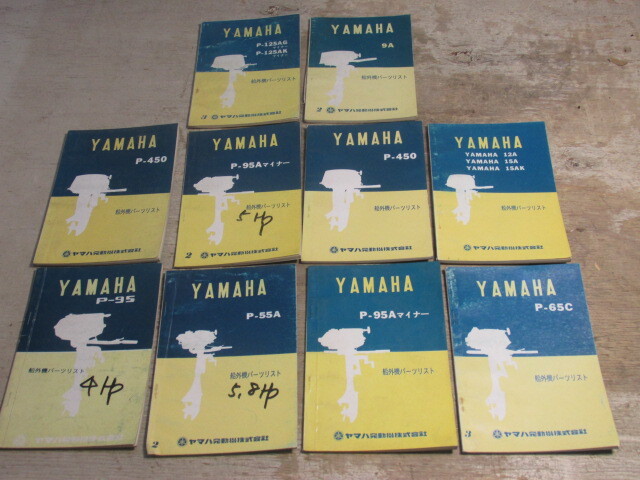 YAMAHA
P-125AG
P-125AK
船外機パーツリスト
3 ヤマハ発動機株式会社
YAMAHA
9A
船外機パーツリスト
2 ヤマハ発動機株式会社
YAMAHA
P-450
船外機パーツリスト
ヤマハ発動機株式会社
YAMAHA
P-95Aマイナー
船外機パーツリスト
5 Hp
2 ヤマハ発動機株式会社
YAMAHA
P-450
船外機パーツリスト
ヤマハ発動機株式会社
YAMAHA
YAMAHA 12A
YAMAHA 15A
YAMAHA 15AK
船外機パーツリスト
ヤマハ発動機株式会社
YAMAHA
P-95
船外機パーツリスト
4 Hp
ヤマハ発動機株式会社
YAMAHA
P-55A
船外機パーツリスト
5,8 Hp
2 ヤマハ発動機株式会社
YAMAHA
P-95Aマイナー
船外機パーツリスト
ヤマハ発動機株式会社
YAMAHA
P-65C
船外機パーツリスト
3 ヤマハ発動機株式会社